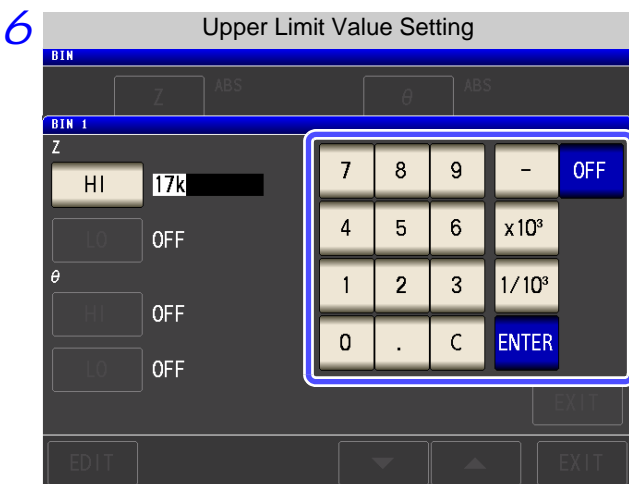 6
Upper Limit Value Setting
BIN
Z ABS θ ABS
BIN 1
Z
HI 17k
LO OFF
θ
HI OFF
LO OFF
7 8 9 - OFF
4 5 6 x10³
1 2 3 1/10³
0 . C ENTER
EXIT
EDIT EXIT